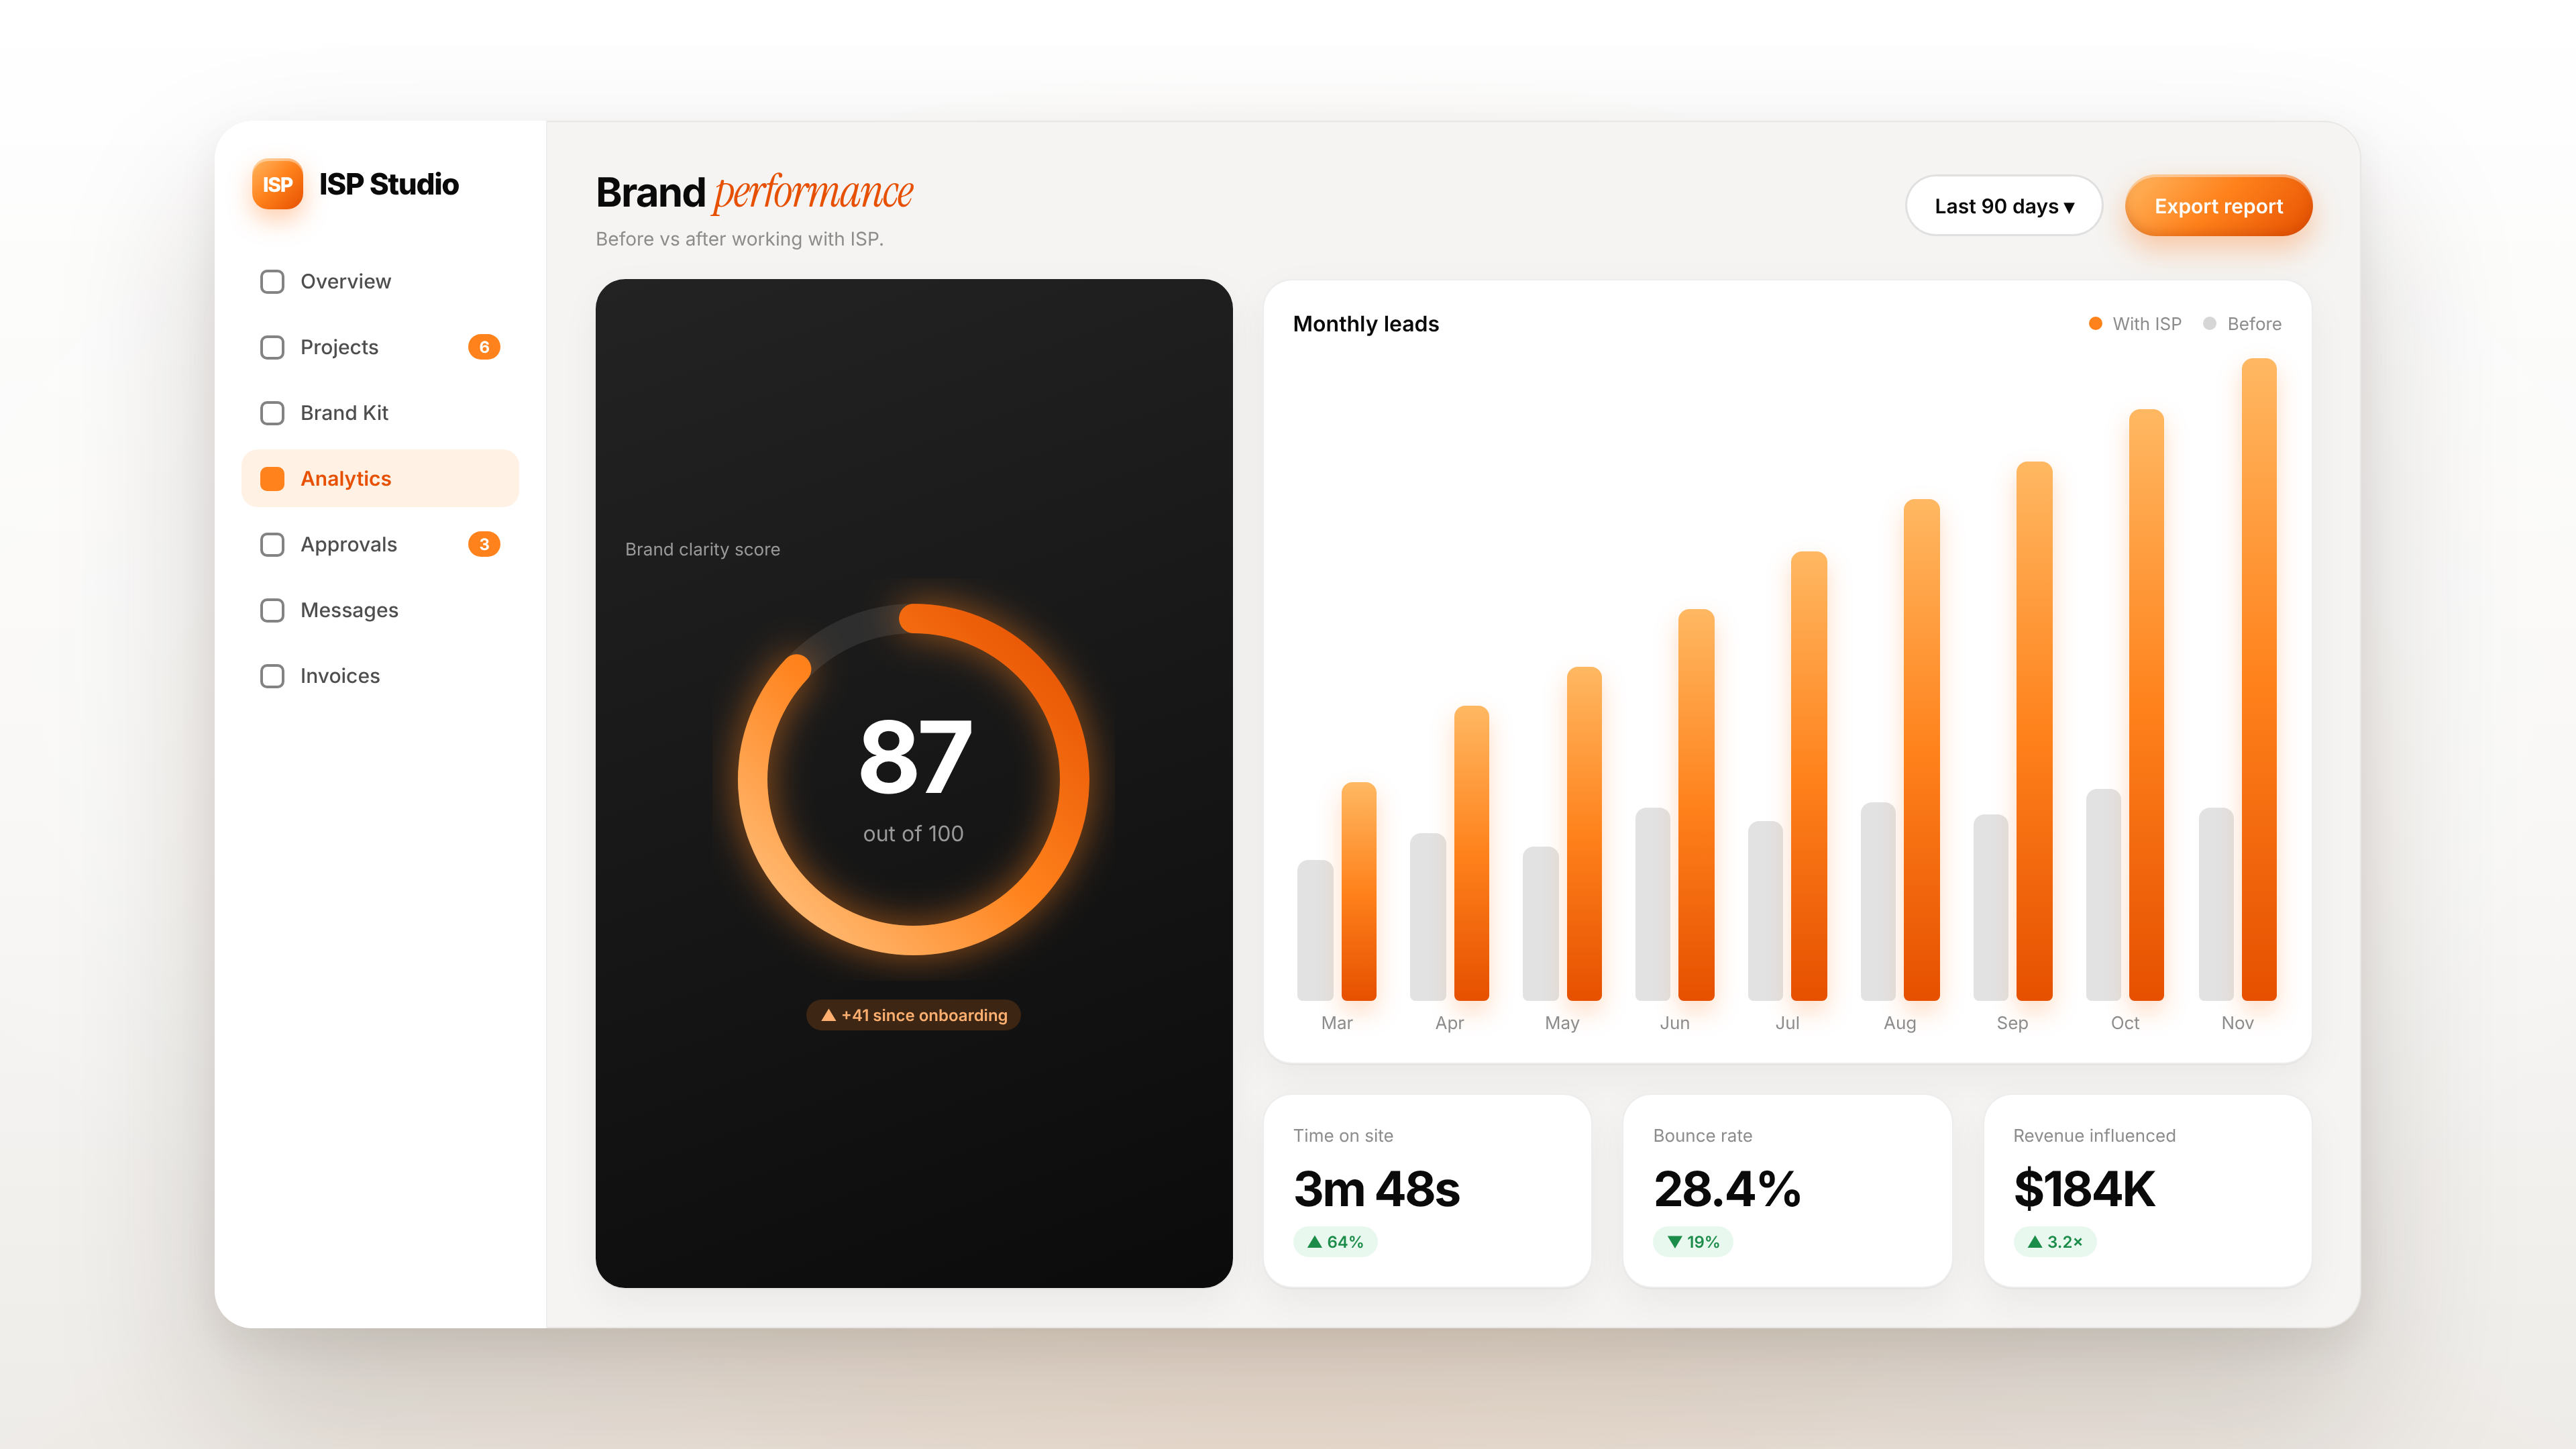 ISP ISP Studio
Overview
Projects 6
Brand Kit
Analytics
Approvals 3
Messages
Invoices
Brand performance
Before vs after working with ISP.
Last 90 days ▾
Export report
Brand clarity score
87
out of 100
▲ +41 since onboarding
Monthly leads
With ISP Before
Mar Apr May Jun Jul Aug Sep Oct Nov
Time on site
3m 48s
▲ 64%
Bounce rate
28.4%
▼ 19%
Revenue influenced
$184K
▲ 3.2×